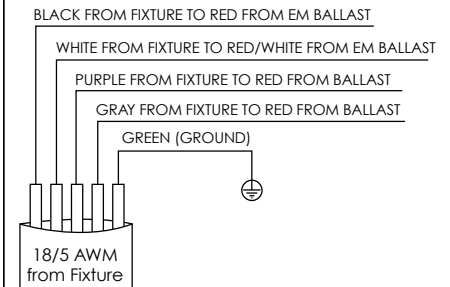 BLACK FROM FIXTURE TO RED FROM EM BALLAST
WHITE FROM FIXTURE TO RED/WHITE FROM EM BALLAST
PURPLE FROM FIXTURE TO RED FROM BALLAST
GRAY FROM FIXTURE TO RED FROM BALLAST
GREEN (GROUND)
18/5 AWM
from Fixture